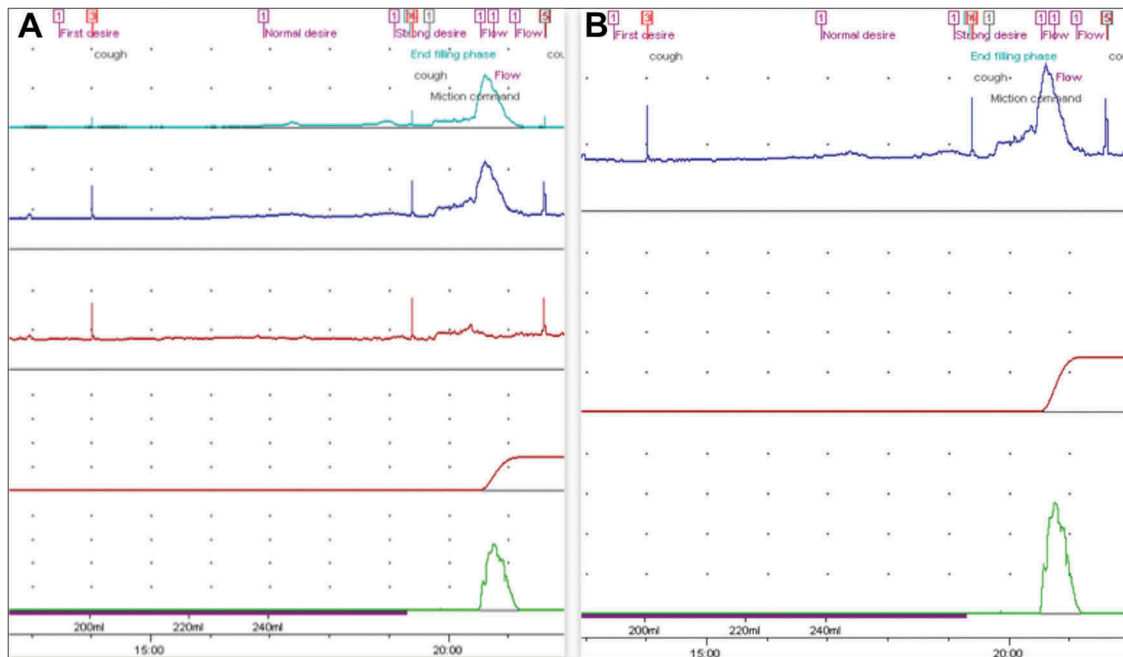 A
1 3 1 1 1 1 1 1 5
First desire Normal desire Strong desire Flow Flow
cough End filling phase cou
cough Flow
Miction command
200ml 220ml 240ml
15:00 20:00
B
1 3 1 1 1 1 1 1 5
First desire Normal desire Strong desire Flow Flow
cough End filling phase co
cough Flow
Miction command
200ml 220ml 240ml
15:00 20:00